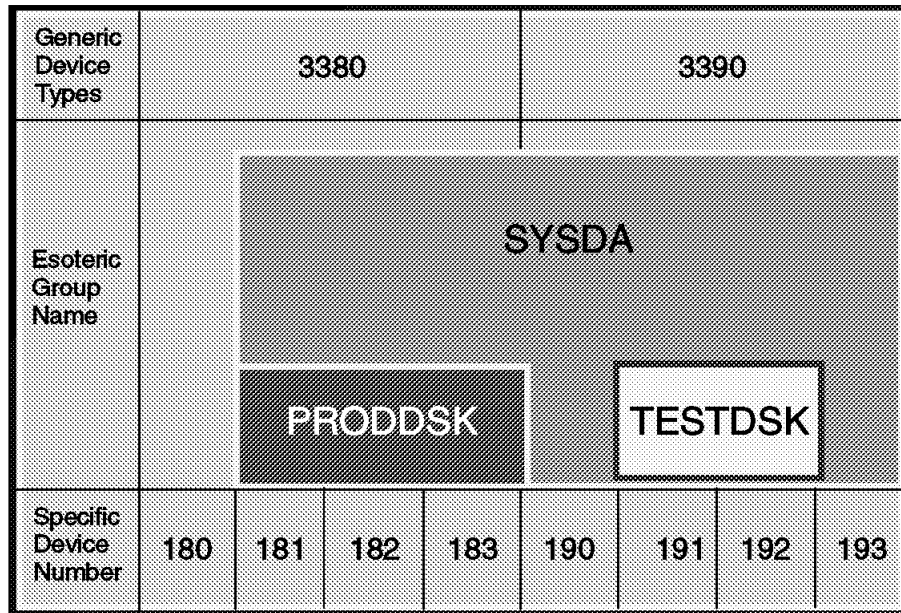 Generic
Device
Types
3380
3390
Esoteric
Group
Name
SYSDA
PRODDSK
TESTDSK
Specific
Device
Number
180
181
182
183
190
191
192
193